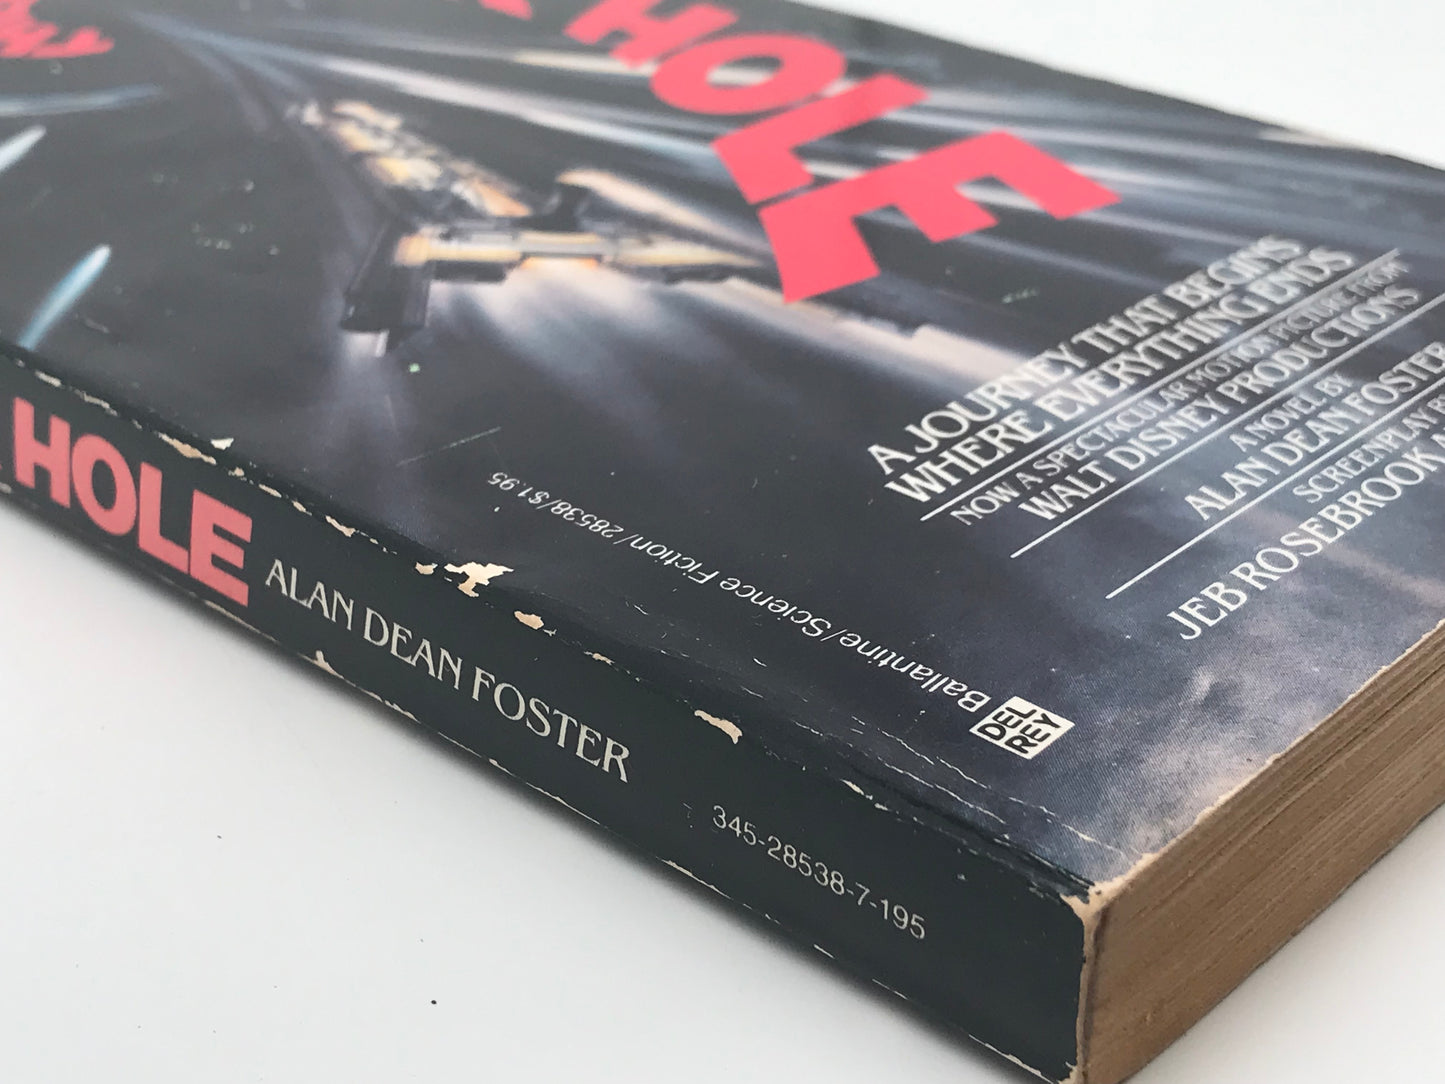 HOLE
A JOURNEY THAT BEGINS
WHERE EVERYTHING ENDS
NOW A SPECTACULAR MOTION PICTURE FROM
WALT DISNEY PRODUCTIONS
A NOVEL BY
ALAN DEAN FOSTER
SCREENPLAY BY
JEB ROSEBROOK
DEL
REY
Ballantine/Science Fiction/28538/$1.95
HOLE ALAN DEAN FOSTER 345-28538-7-195